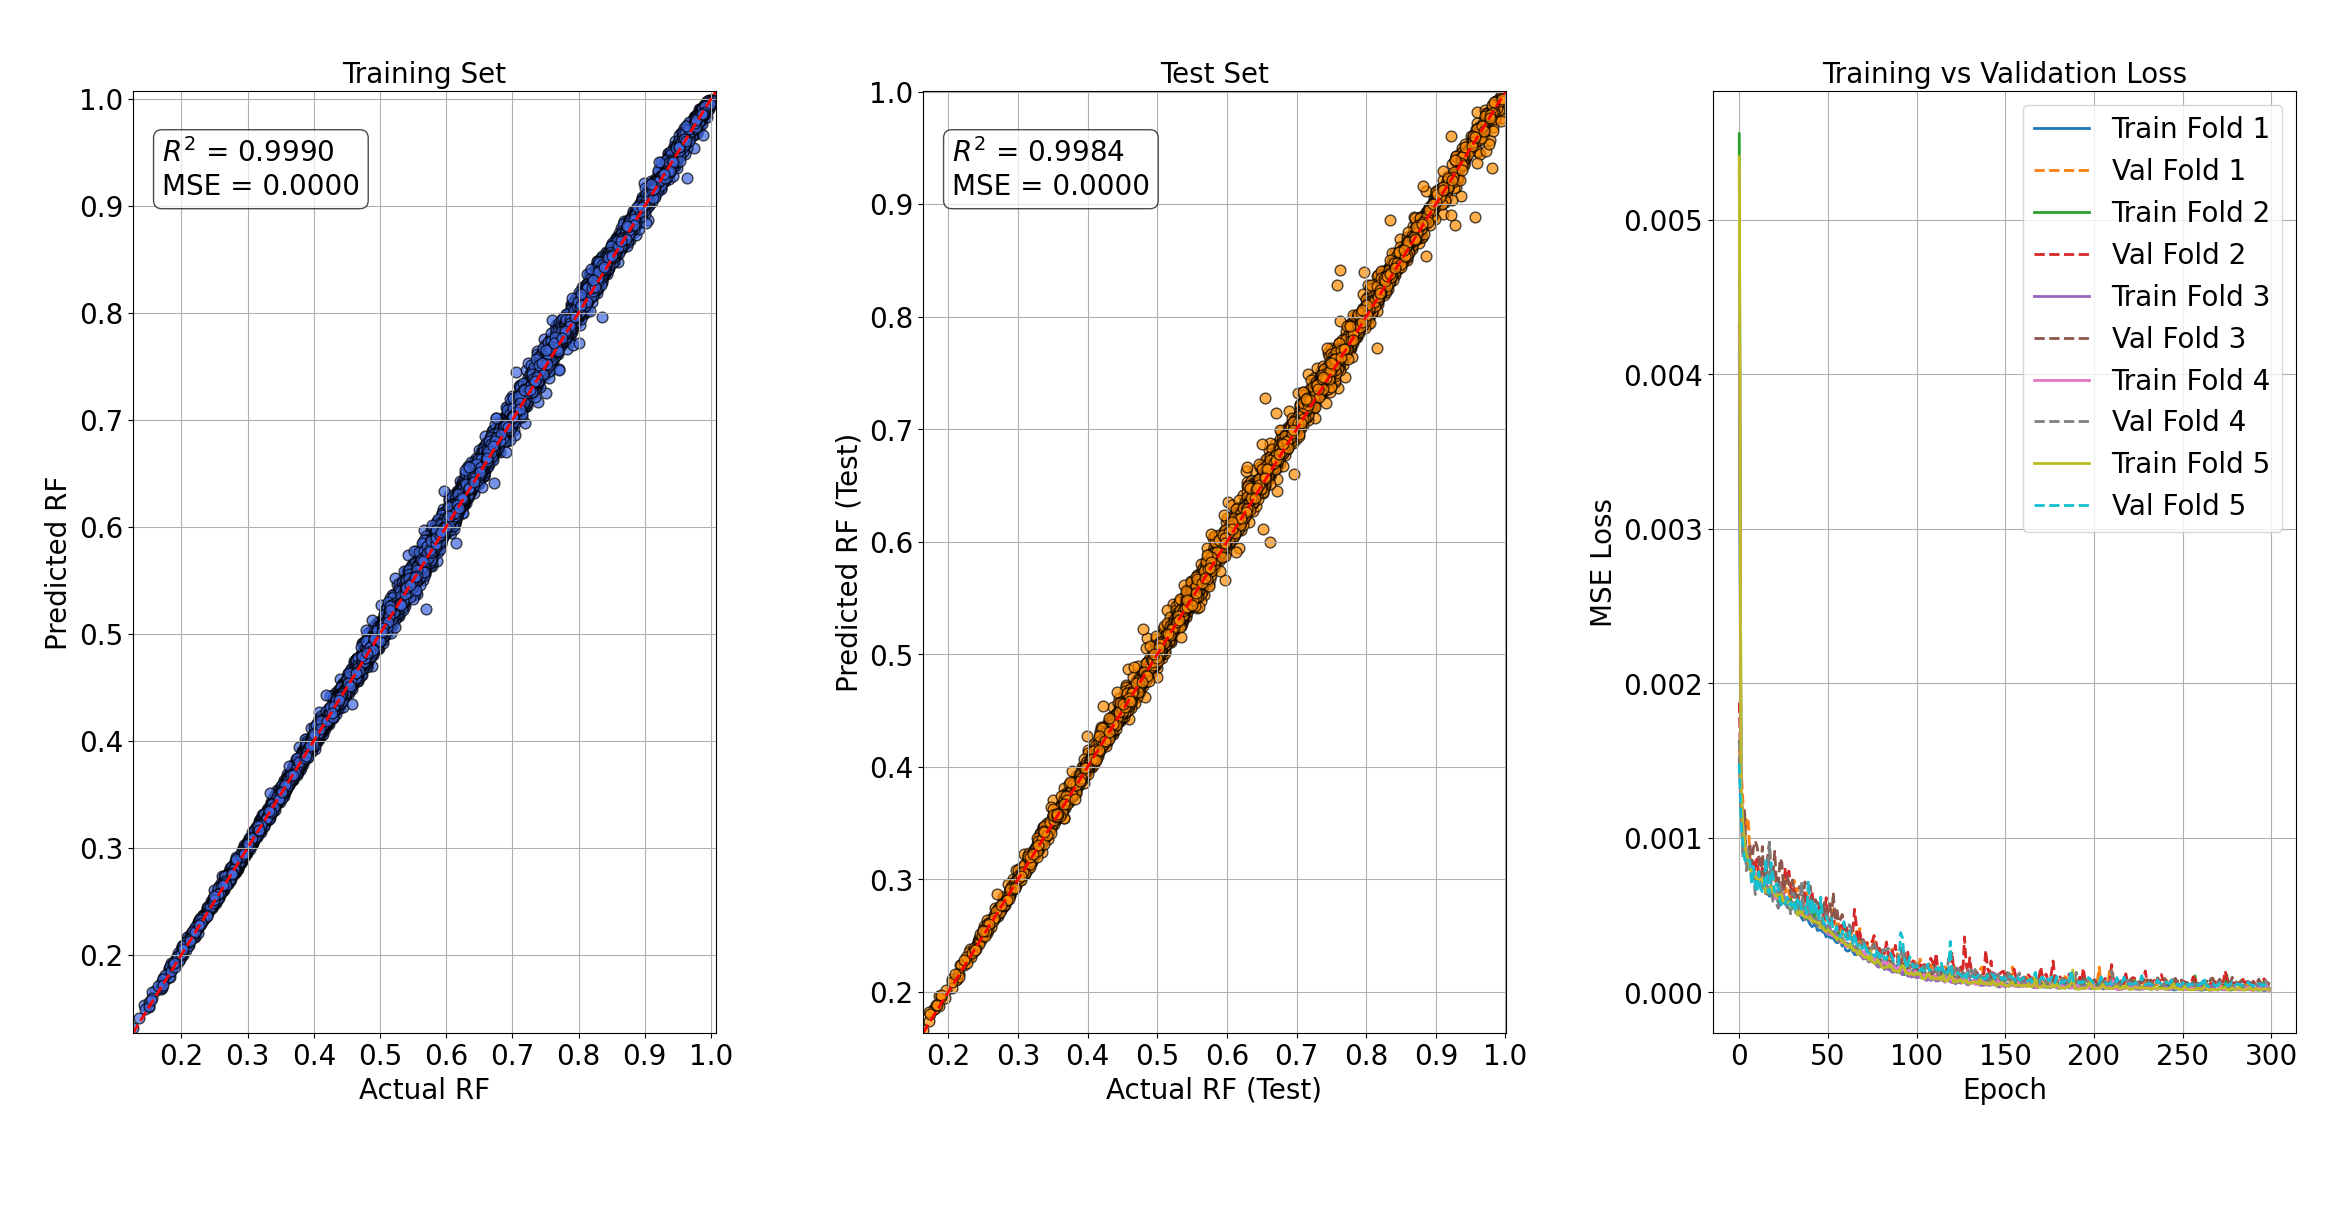 Training Set
R² = 0.9990
MSE = 0.0000
1.0
0.9
0.8
0.7
0.6
0.5
0.4
0.3
0.2
Predicted RF
0.2 0.3 0.4 0.5 0.6 0.7 0.8 0.9 1.0
Actual RF
Test Set
R² = 0.9984
MSE = 0.0000
1.0
0.9
0.8
0.7
0.6
0.5
0.4
0.3
0.2
Predicted RF (Test)
0.2 0.3 0.4 0.5 0.6 0.7 0.8 0.9 1.0
Actual RF (Test)
Training vs Validation Loss
Train Fold 1
Val Fold 1
Train Fold 2
Val Fold 2
Train Fold 3
Val Fold 3
Train Fold 4
Val Fold 4
Train Fold 5
Val Fold 5
0.005
0.004
0.003
0.002
0.001
0.000
MSE Loss
0 50 100 150 200 250 300
Epoch